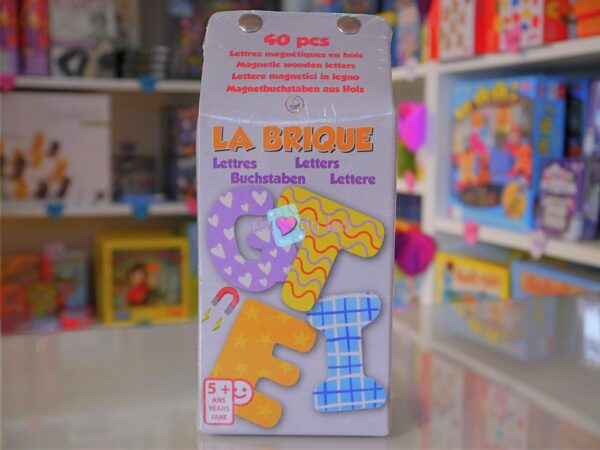 40 pcs
Lettres magnétiques en bois
Magnetic wooden letters
Lettere magnetici in legno
Magnetbuchstaben aus Holz
LA BRIQUE
Lettres Letters
Buchstaben Lettere
G T
E I
5+
ANS
YEARS
JARE